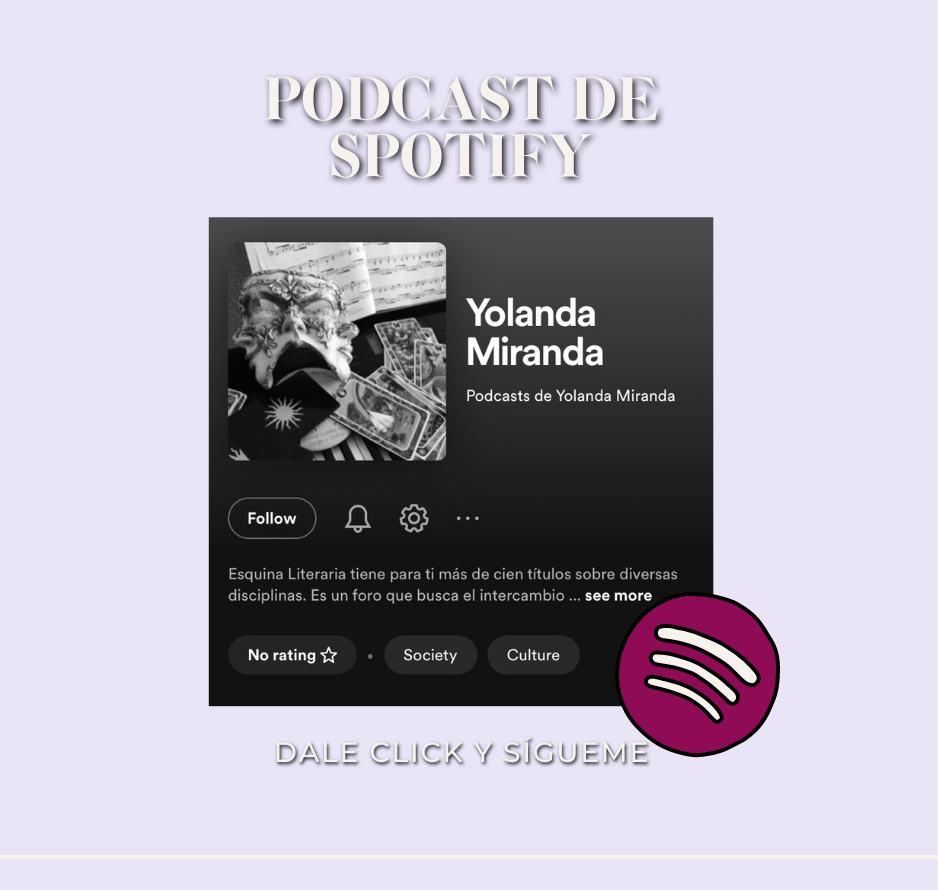 PODCAST DE
SPOTIFY
Yolanda
Miranda
Podcasts de Yolanda Miranda
Follow
Esquina Literaria tiene para ti más de cien títulos sobre diversas
disciplinas. Es un foro que busca el intercambio ... see more
No rating • Society Culture
DALE CLICK Y SÍGUEME